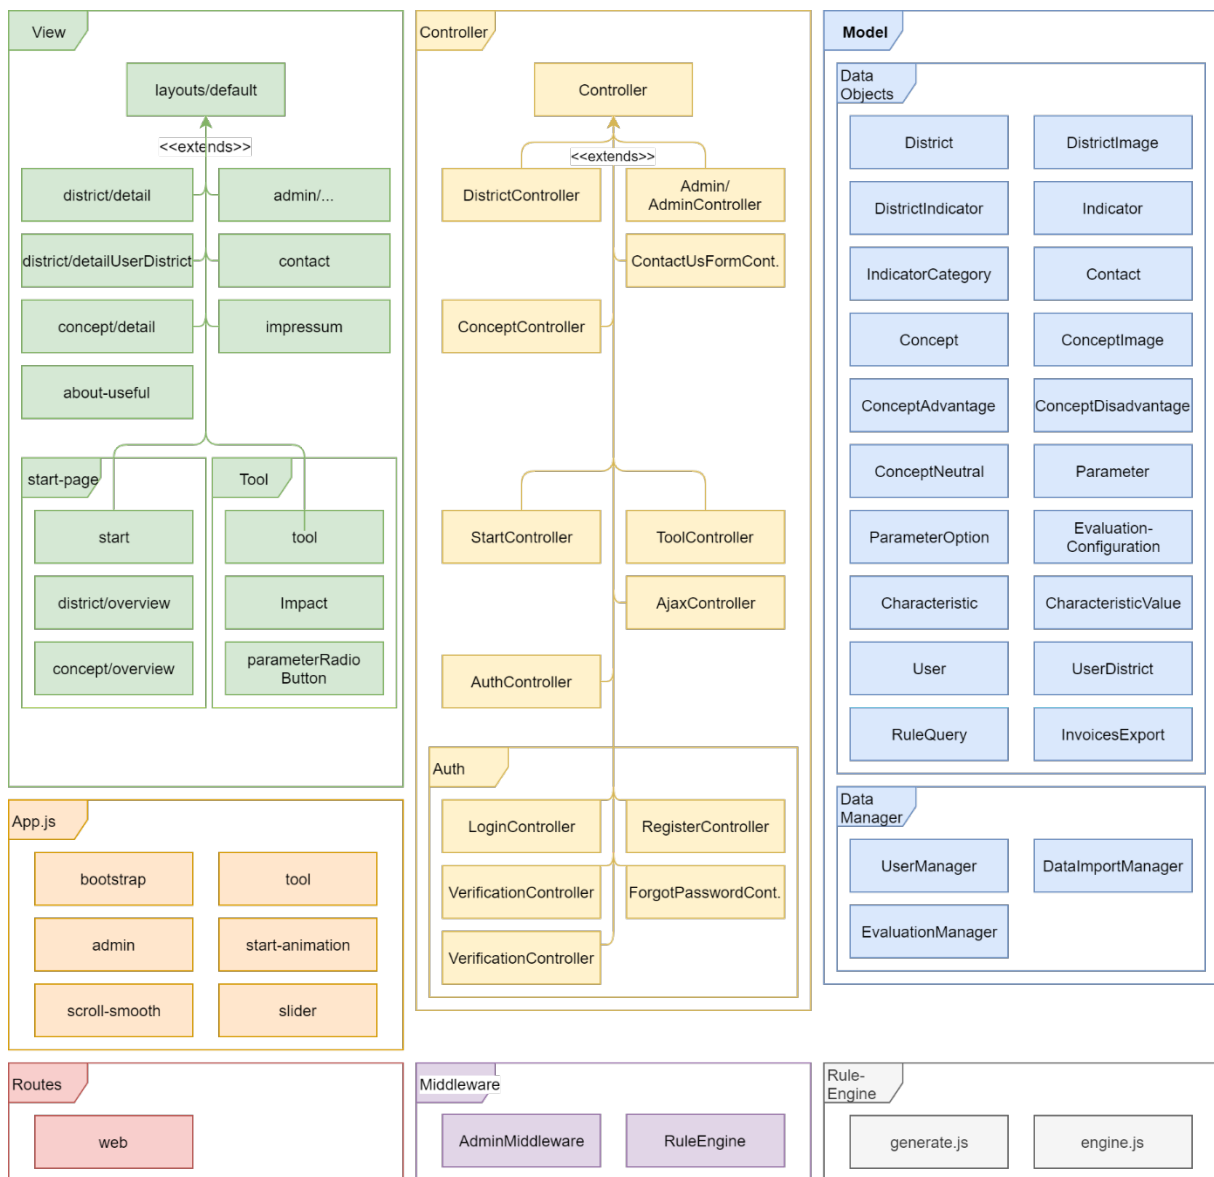 View
layouts/default
<<extends>>
district/detail
admin/...
district/detailUserDistrict
contact
concept/detail
impressum
about-useful
start-page
Tool
start
tool
district/overview
Impact
concept/overview
parameterRadio
Button
Controller
Controller
<<extends>>
DistrictController
Admin/
AdminController
ContactUsFormCont.
ConceptController
StartController
ToolController
AjaxController
AuthController
Auth
LoginController
RegisterController
VerificationController
ForgotPasswordCont.
VerificationController
Model
Data
Objects
District
DistrictImage
DistrictIndicator
Indicator
IndicatorCategory
Contact
Concept
ConceptImage
ConceptAdvantage
ConceptDisadvantage
ConceptNeutral
Parameter
ParameterOption
Evaluation-
Configuration
Characteristic
CharacteristicValue
User
UserDistrict
RuleQuery
InvoicesExport
Data
Manager
UserManager
DataImportManager
EvaluationManager
App.js
bootstrap
tool
admin
start-animation
scroll-smooth
slider
Routes
web
Middleware
AdminMiddleware
RuleEngine
Rule-
Engine
generate.js
engine.js